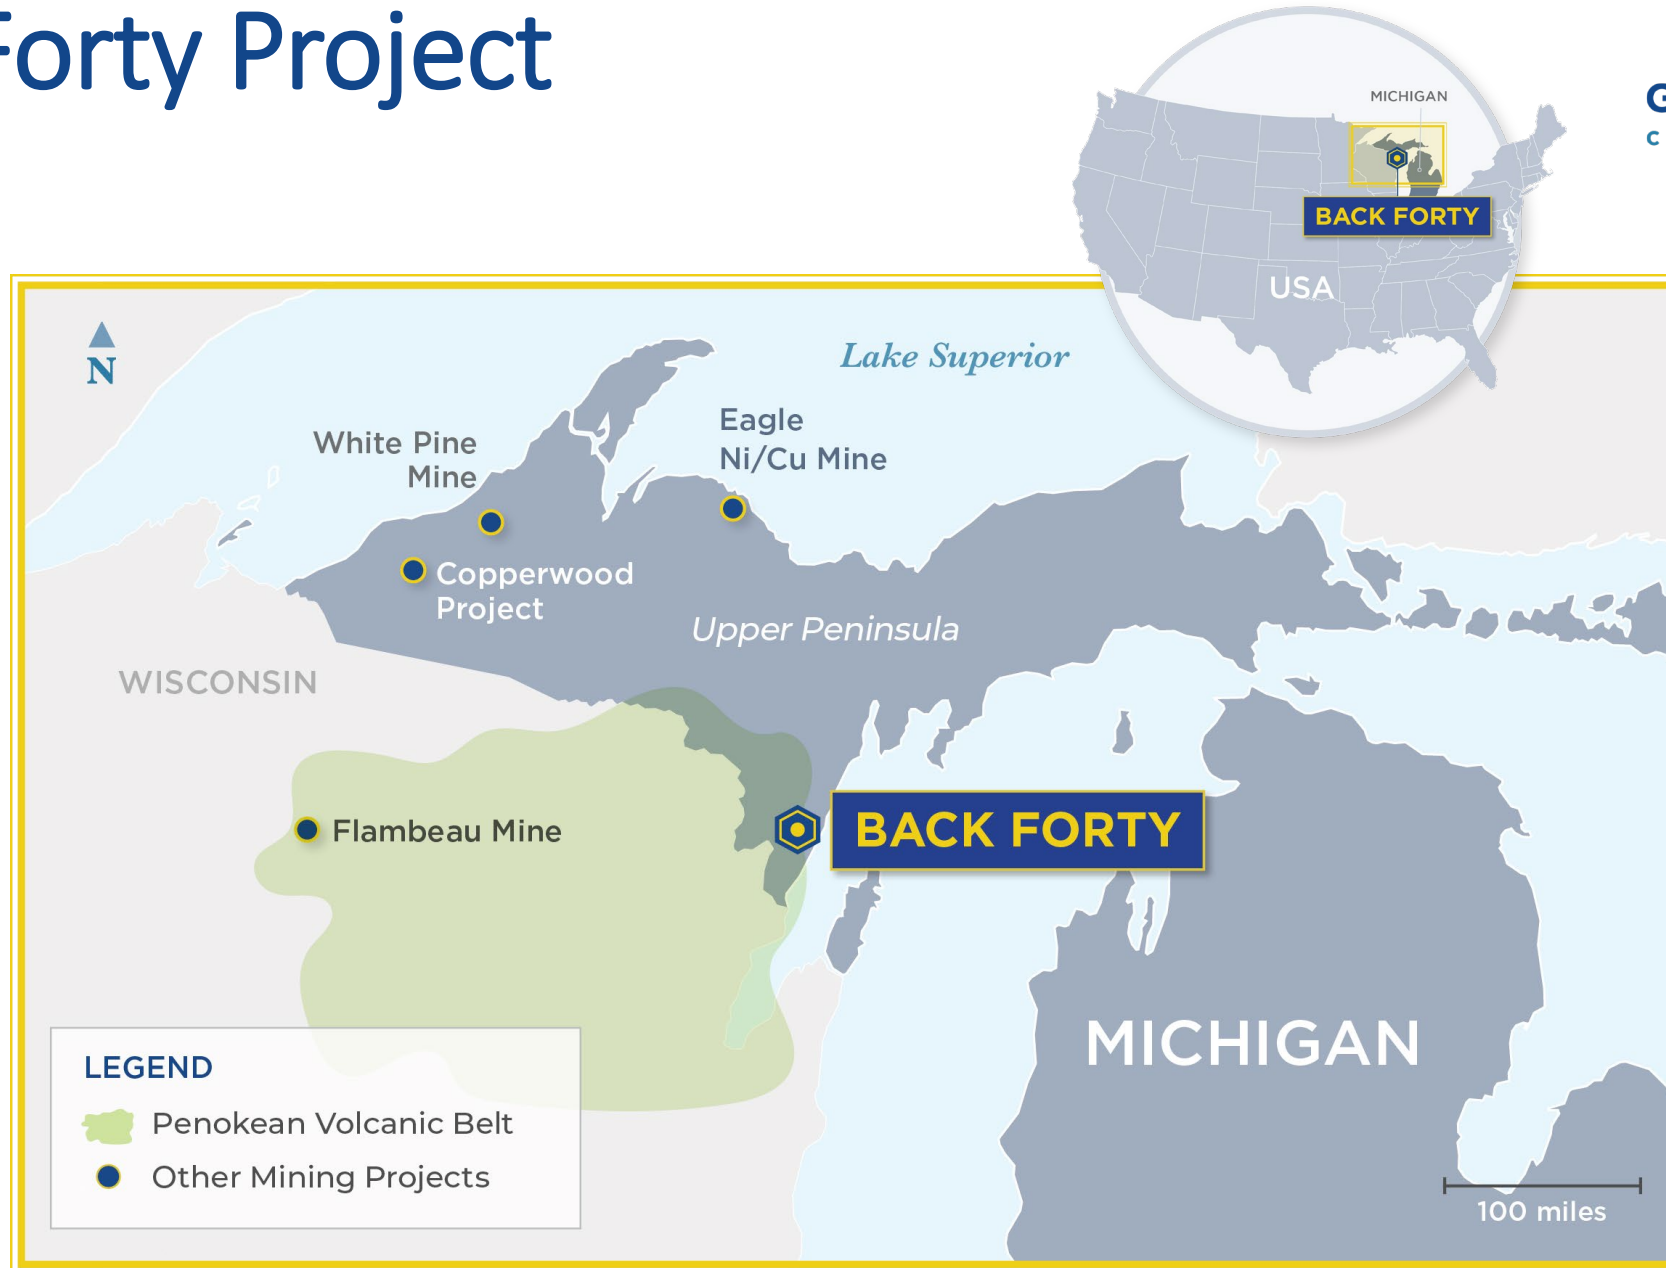 Forty Project
MICHIGAN
G
c
BACK FORTY
USA
N
Lake Superior
Eagle
Ni/Cu Mine
White Pine
Mine
Copperwood
Project
Upper Peninsula
WISCONSIN
Flambeau Mine
BACK FORTY
MICHIGAN
LEGEND
Penokean Volcanic Belt
Other Mining Projects
100 miles